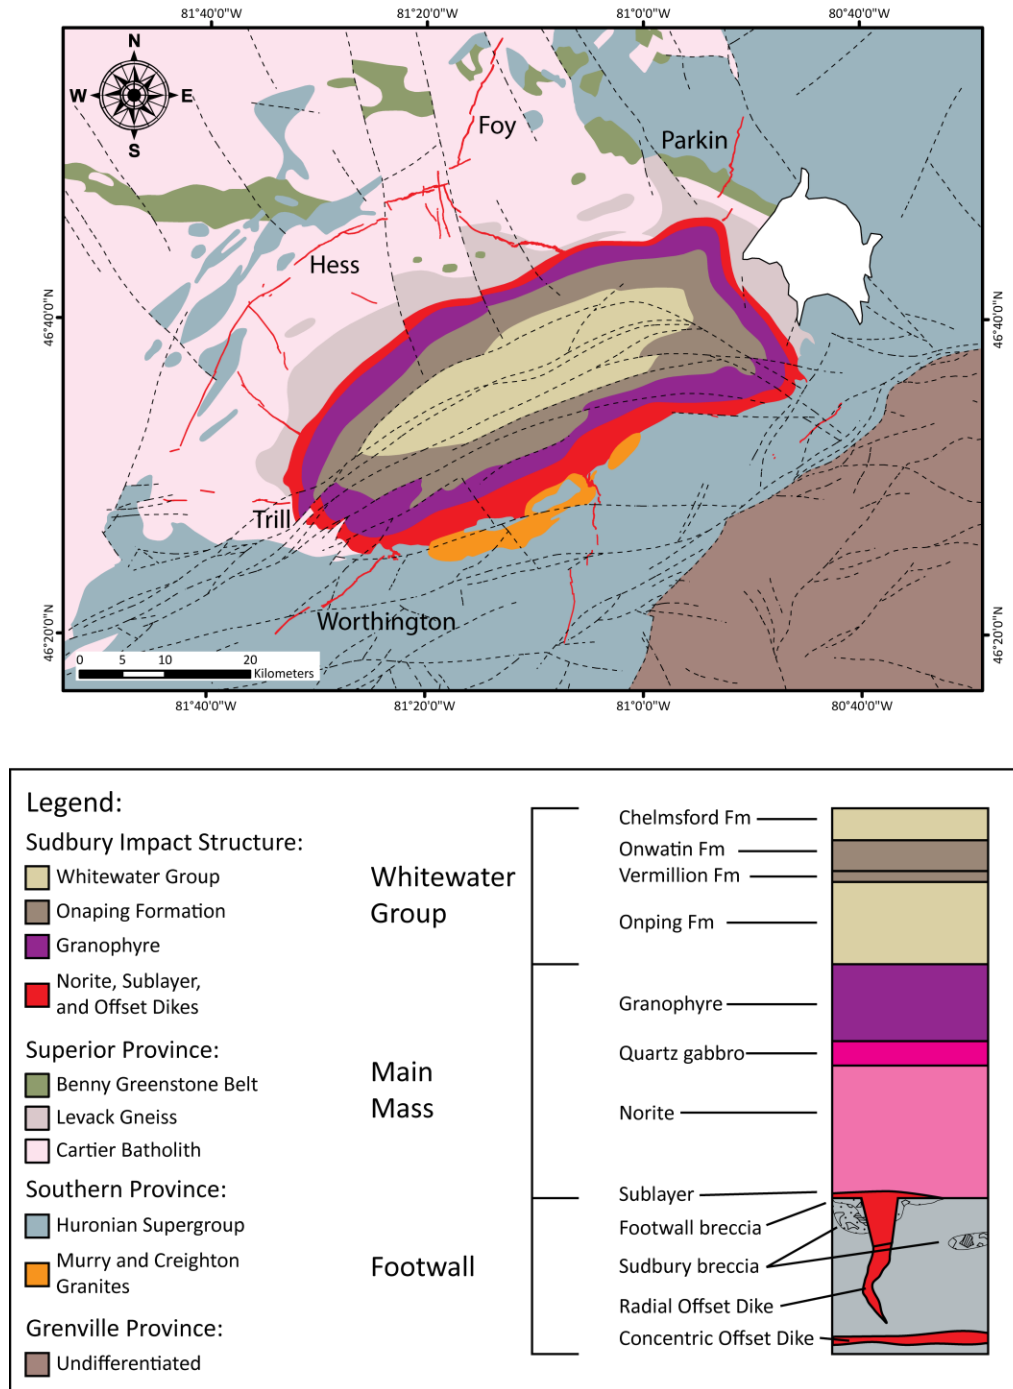 81°40'0"W
81°20'0"W
81°0'0"W
80°40'0"W
N
W
E
S
Foy
Parkin
Hess
46°40'0"N
46°40'0"N
Trill
Worthington
46°20'0"N
46°20'0"N
0 5 10 20
Kilometers
81°40'0"W
81°20'0"W
81°0'0"W
80°40'0"W
Legend:
Sudbury Impact Structure:
Whitewater Group
Onaping Formation
Granophyre
Norite, Sublayer,
and Offset Dikes
Superior Province:
Benny Greenstone Belt
Levack Gneiss
Cartier Batholith
Southern Province:
Huronian Supergroup
Murry and Creighton
Granites
Grenville Province:
Undifferentiated
Whitewater
Group
Main
Mass
Footwall
Chelmsford Fm
Onwatin Fm
Vermillion Fm
Onping Fm
Granophyre
Quartz gabbro
Norite
Sublayer
Footwall breccia
Sudbury breccia
Radial Offset Dike
Concentric Offset Dike